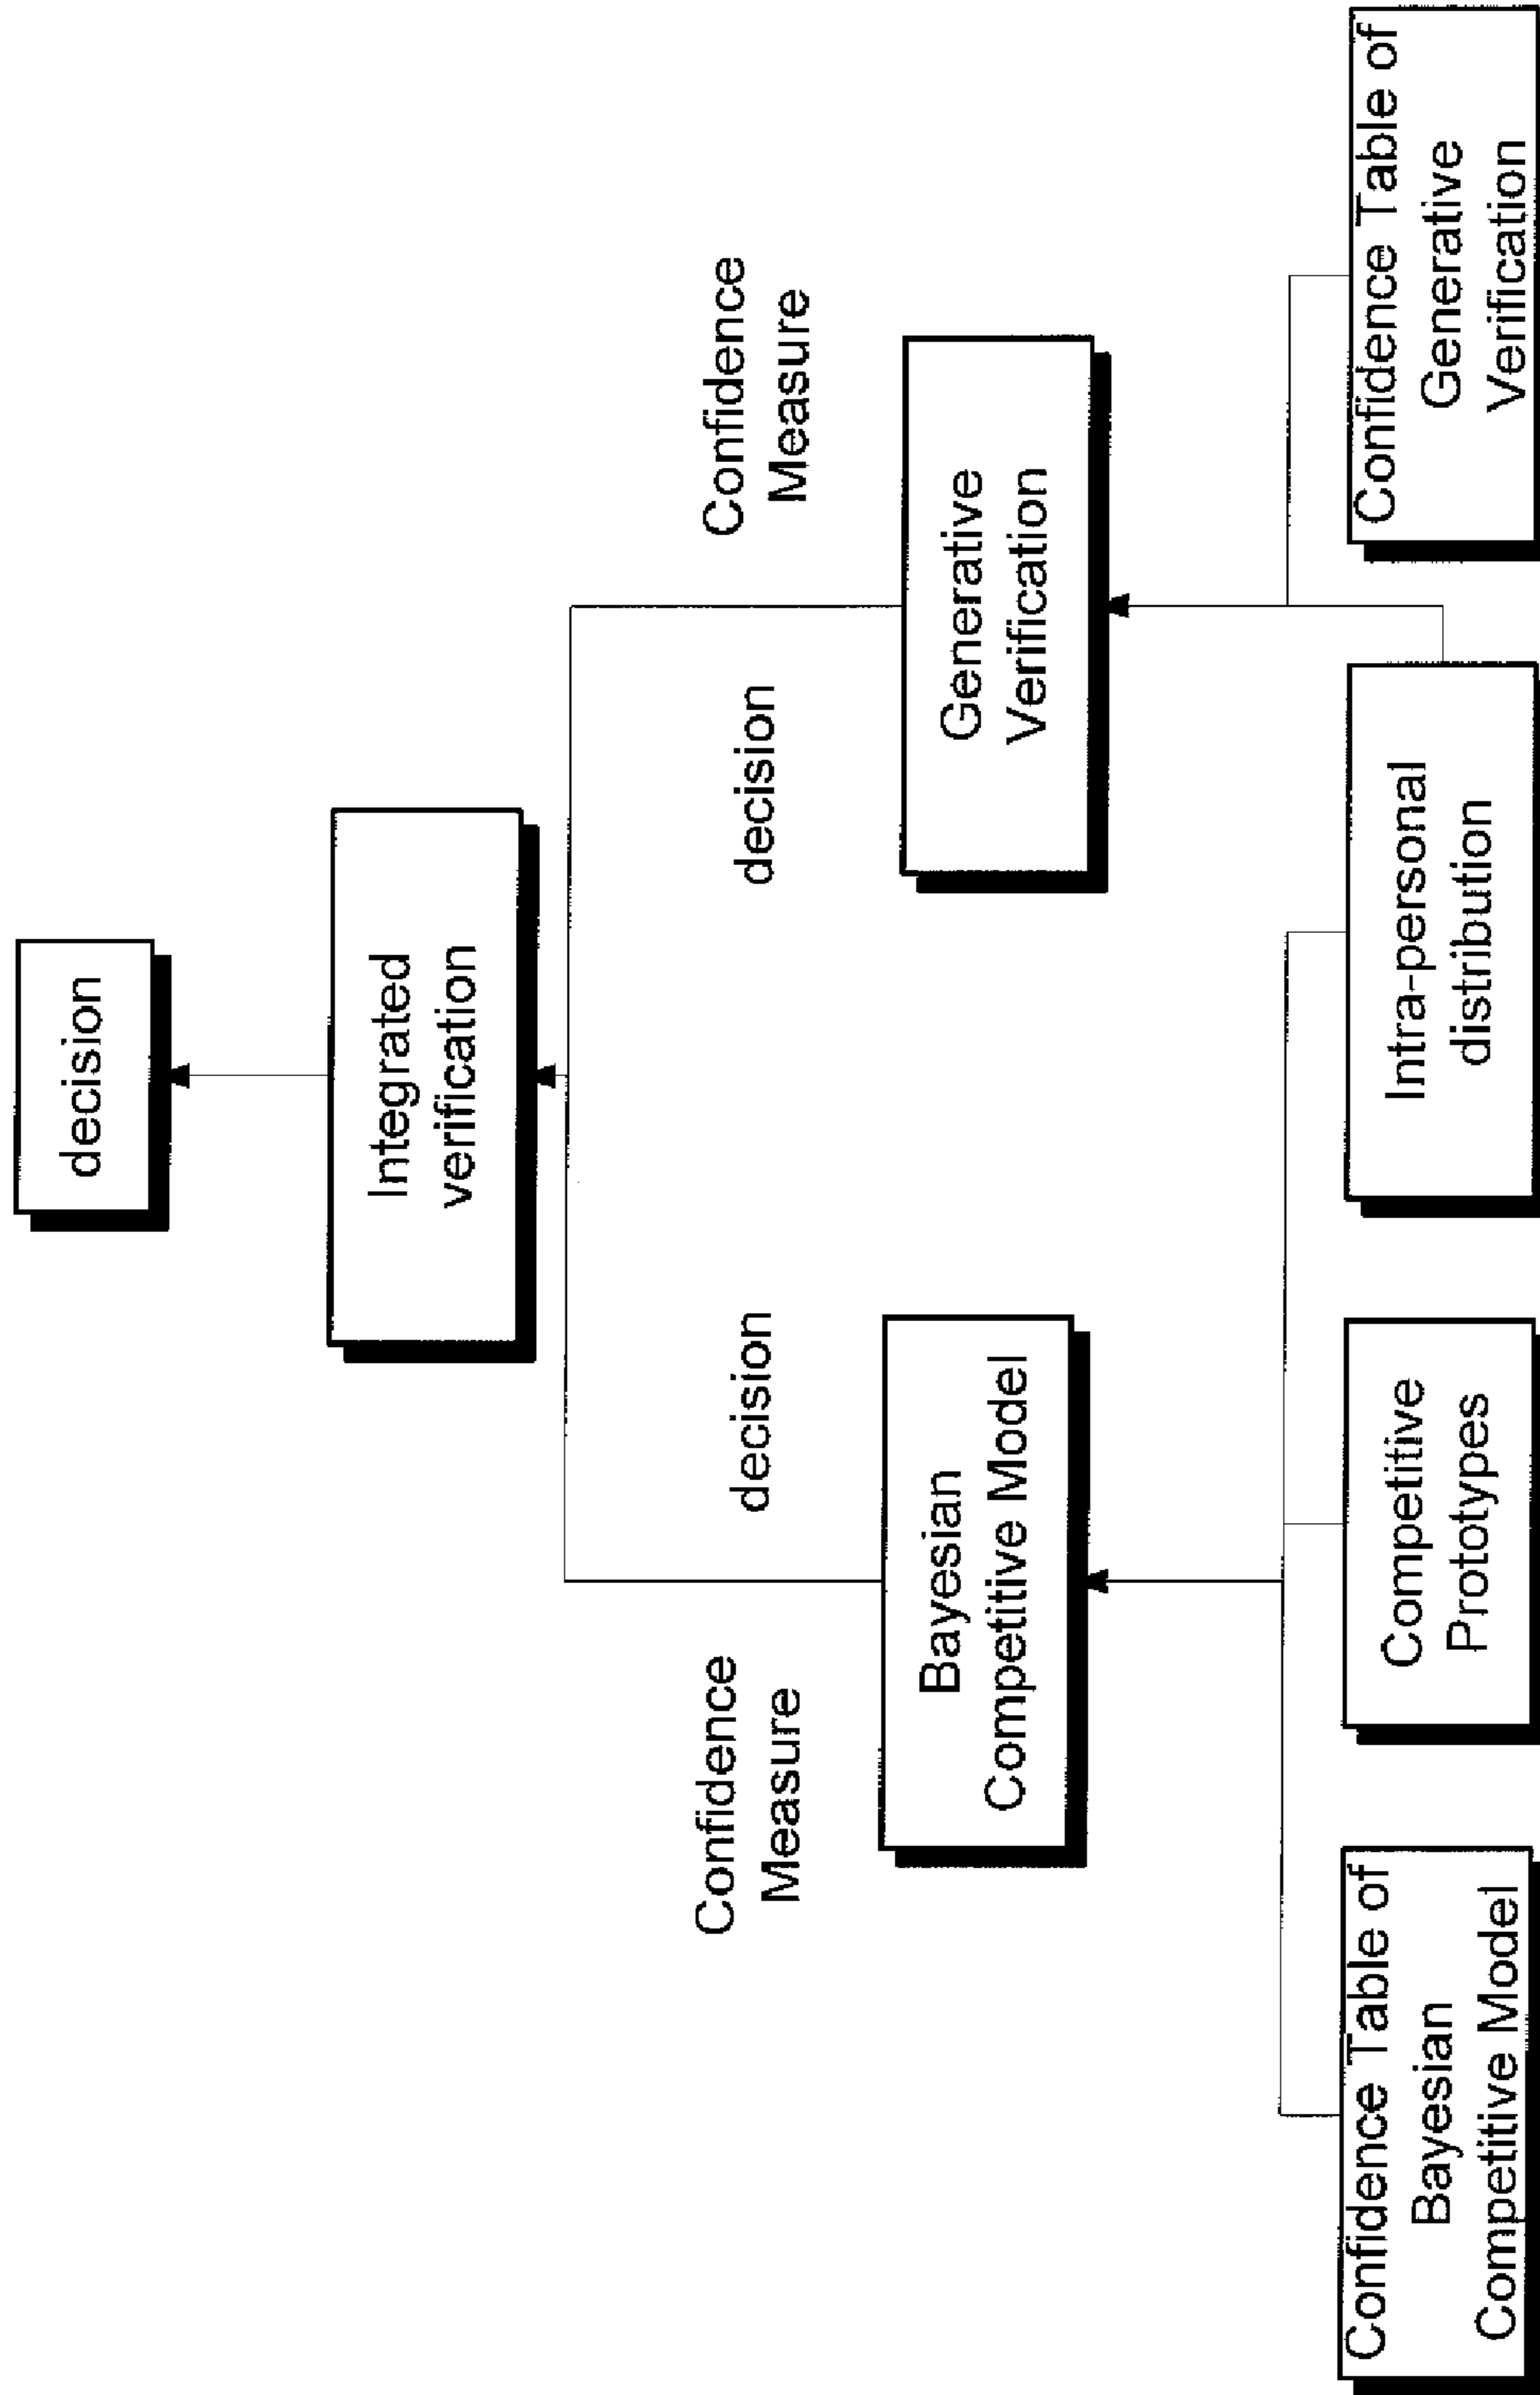 decision
Integrated
verification
Confidence
Measure
decision
decision
Confidence
Measure
Bayesian
Competitive Model
Generative
Verification
Confidence Table of
Bayesian
Competitive Model
Competitive
Prototypes
Intra-personal
distribution
Confidence Table of
Generative
Verification